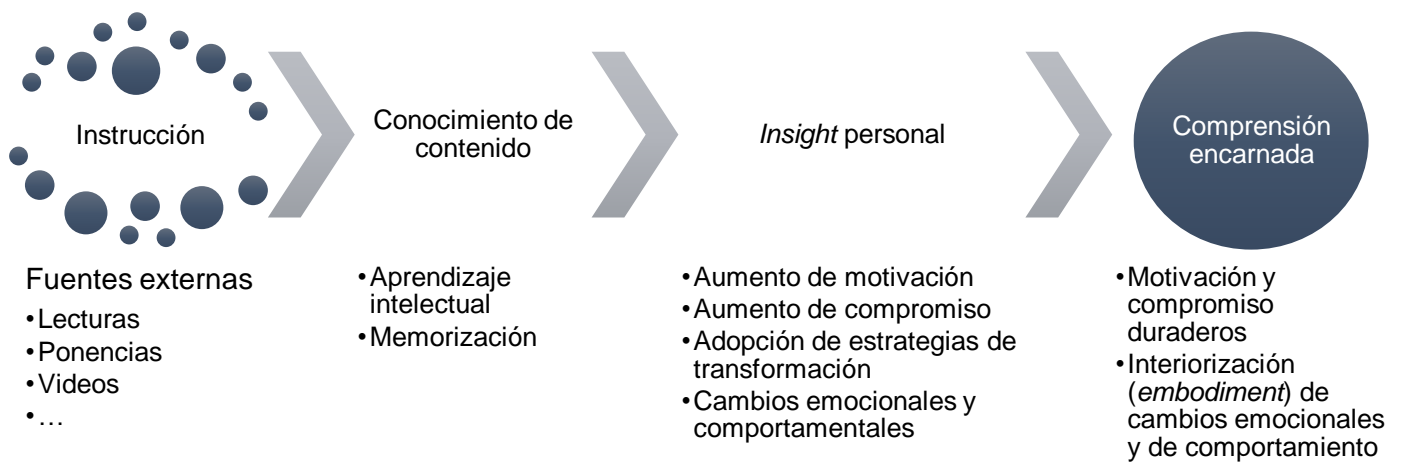 Instrucción
Fuentes externas
•Lecturas
•Ponencias
•Videos
•…
Conocimiento de
contenido
•Aprendizaje
intelectual
•Memorización
Insight personal
•Aumento de motivación
•Aumento de compromiso
•Adopción de estrategias de
transformación
•Cambios emocionales y
comportamentales
Comprensión
encarnada
•Motivación y
compromiso
duraderos
•Interiorización
(embodiment) de
cambios emocionales
y de comportamiento